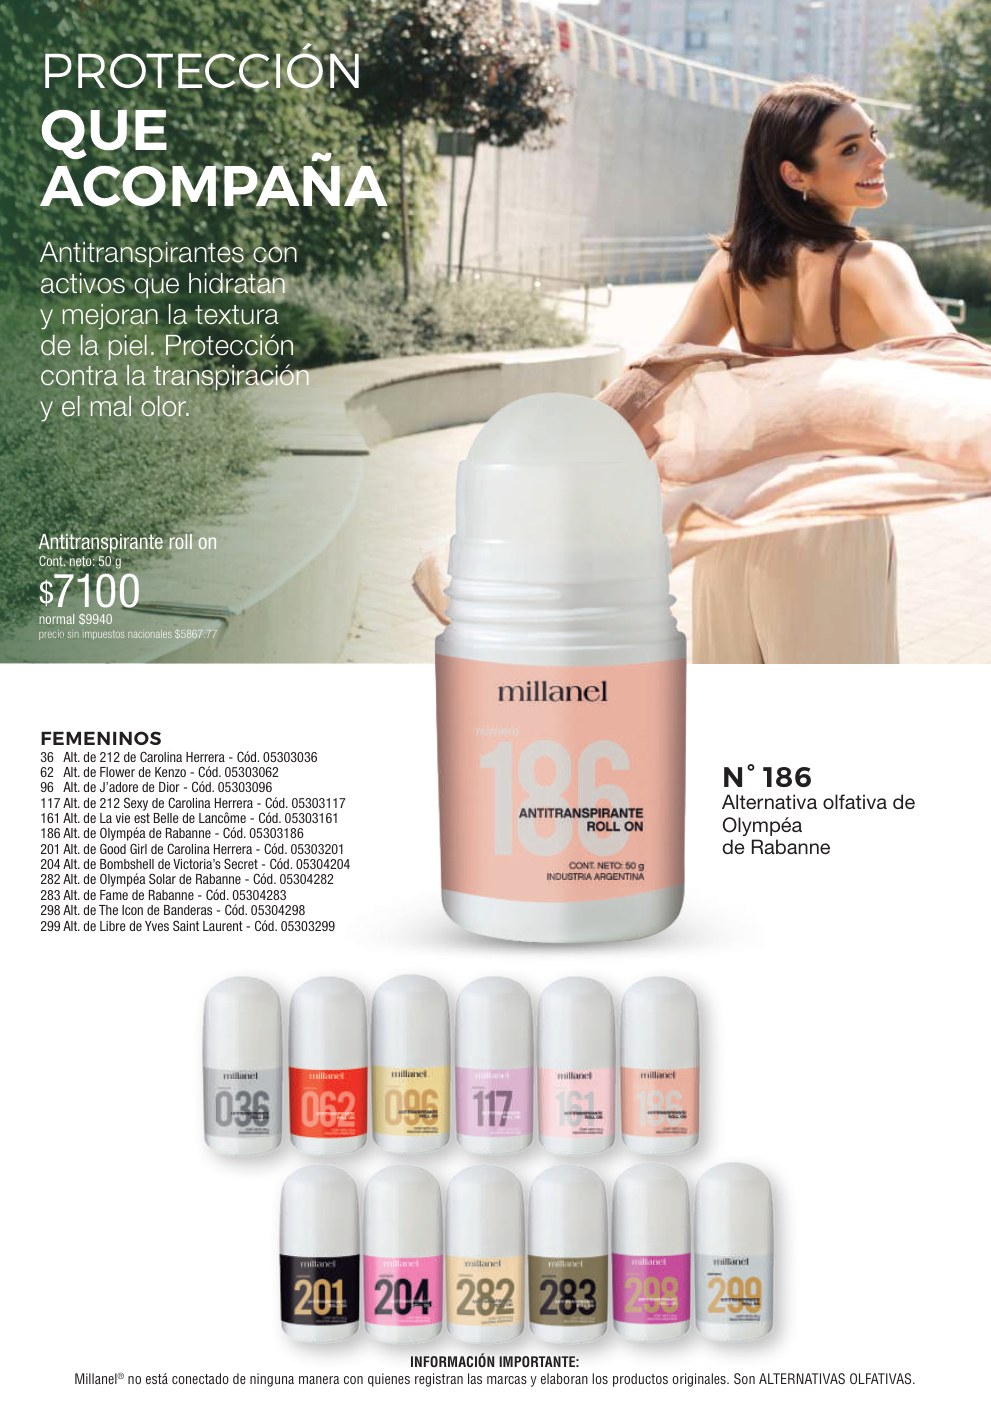 PROTECCIÓN
QUE
ACOMPAÑA
Antitranspirantes con
activos que hidratan
y mejoran la textura
de la piel. Protección
contra la transpiración
y el mal olor.
Antitranspirante roll on
Cont. neto: 50 g
$7100
normal $9940
precio sin impuestos nacionales $5867.77
millanel
número
186
ANTITRANSPIRANTE
ROLL ON
CONT. NETO: 50 g
INDUSTRIA ARGENTINA
N° 186
Alternativa olfativa de
Olympéa
de Rabanne
FEMENINOS
36 Alt. de 212 de Carolina Herrera - Cód. 05303036
62 Alt. de Flower de Kenzo - Cód. 05303062
96 Alt. de J'adore de Dior - Cód. 05303096
117 Alt. de 212 Sexy de Carolina Herrera - Cód. 05303117
161 Alt. de La vie est Belle de Lancôme - Cód. 05303161
186 Alt. de Olympéa de Rabanne - Cód. 05303186
201 Alt. de Good Girl de Carolina Herrera - Cód. 05303201
204 Alt. de Bombshell de Victoria's Secret - Cód. 05304204
282 Alt. de Olympéa Solar de Rabanne - Cód. 05304282
283 Alt. de Fame de Rabanne - Cód. 05304283
298 Alt. de The Icon de Banderas - Cód. 05304298
299 Alt. de Libre de Yves Saint Laurent - Cód. 05303299
millanel millanel millanel millanel millanel millanel
036 062 096 117 161 186
millanel millanel millanel millanel millanel millanel
201 204 282 283 298 299
INFORMACIÓN IMPORTANTE:
Millanel® no está conectado de ninguna manera con quienes registran las marcas y elaboran los productos originales. Son ALTERNATIVAS OLFATIVAS.